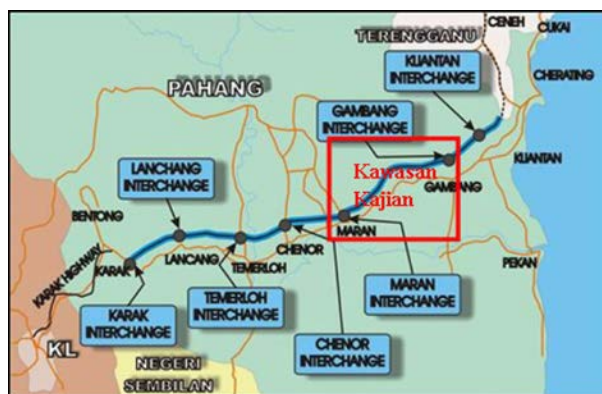 CENEH
CUKAI
TERENGGANU
KUANTAN
INTERCHANGE
CHERATING
PAHANG
GAMBANG
INTERCHANGE
KUANTAN
LANCHANG
INTERCHANGE
Kawasan
Kajian
GAMBANG
BENTONG
MARAN
CHENOR
LANCANG
TEMERLOH
KARAK
PEKAN
KARAK HIGHWAY
KARAK
INTERCHANGE
TEMERLOH
INTERCHANGE
MARAN
INTERCHANGE
CHENOR
INTERCHANGE
KL
NEGERI
SEMBILAN